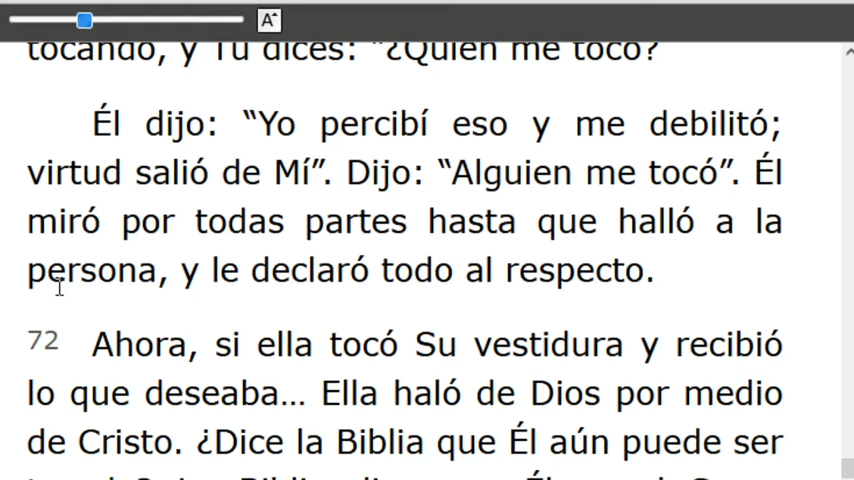 A
tocando, y Tú dices: “¿Quién me tocó?
Él dijo: “Yo percibí eso y me debilitó;
virtud salió de Mí”. Dijo: “Alguien me tocó”. Él
miró por todas partes hasta que halló a la
persona, y le declaró todo al respecto.
72 Ahora, si ella tocó Su vestidura y recibió
lo que deseaba… Ella haló de Dios por medio
de Cristo. ¿Dice la Biblia que Él aún puede ser